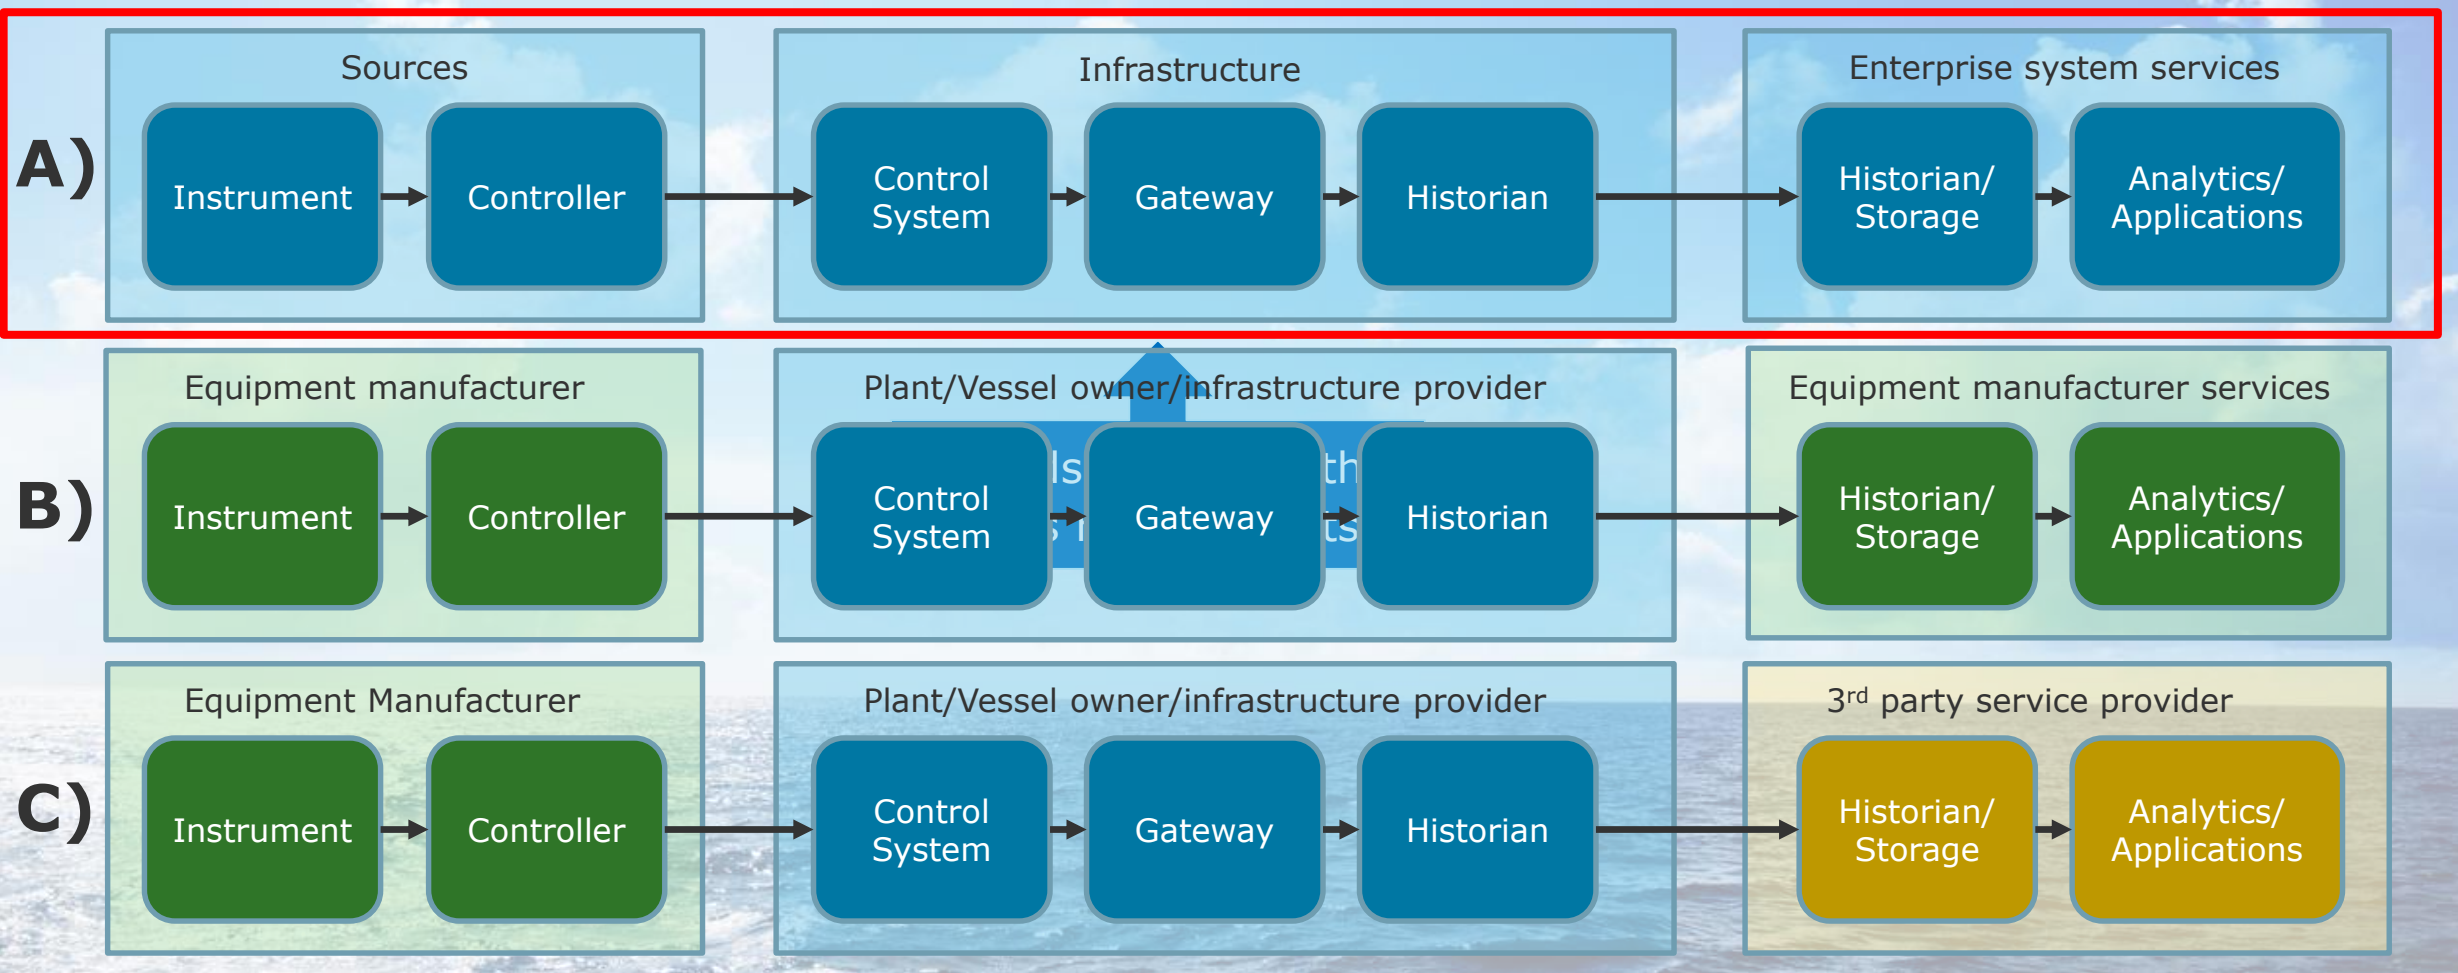 A)
Sources
Instrument
Controller
Infrastructure
Control
System
Gateway
Historian
Enterprise system services
Historian/
Storage
Analytics/
Applications
B)
Equipment manufacturer
Instrument
Controller
Plant/Vessel owner/infrastructure provider
Control
System
Gateway
Historian
Equipment manufacturer services
Historian/
Storage
Analytics/
Applications
C)
Equipment Manufacturer
Instrument
Controller
Plant/Vessel owner/infrastructure provider
Control
System
Gateway
Historian
3rd party service provider
Historian/
Storage
Analytics/
Applications